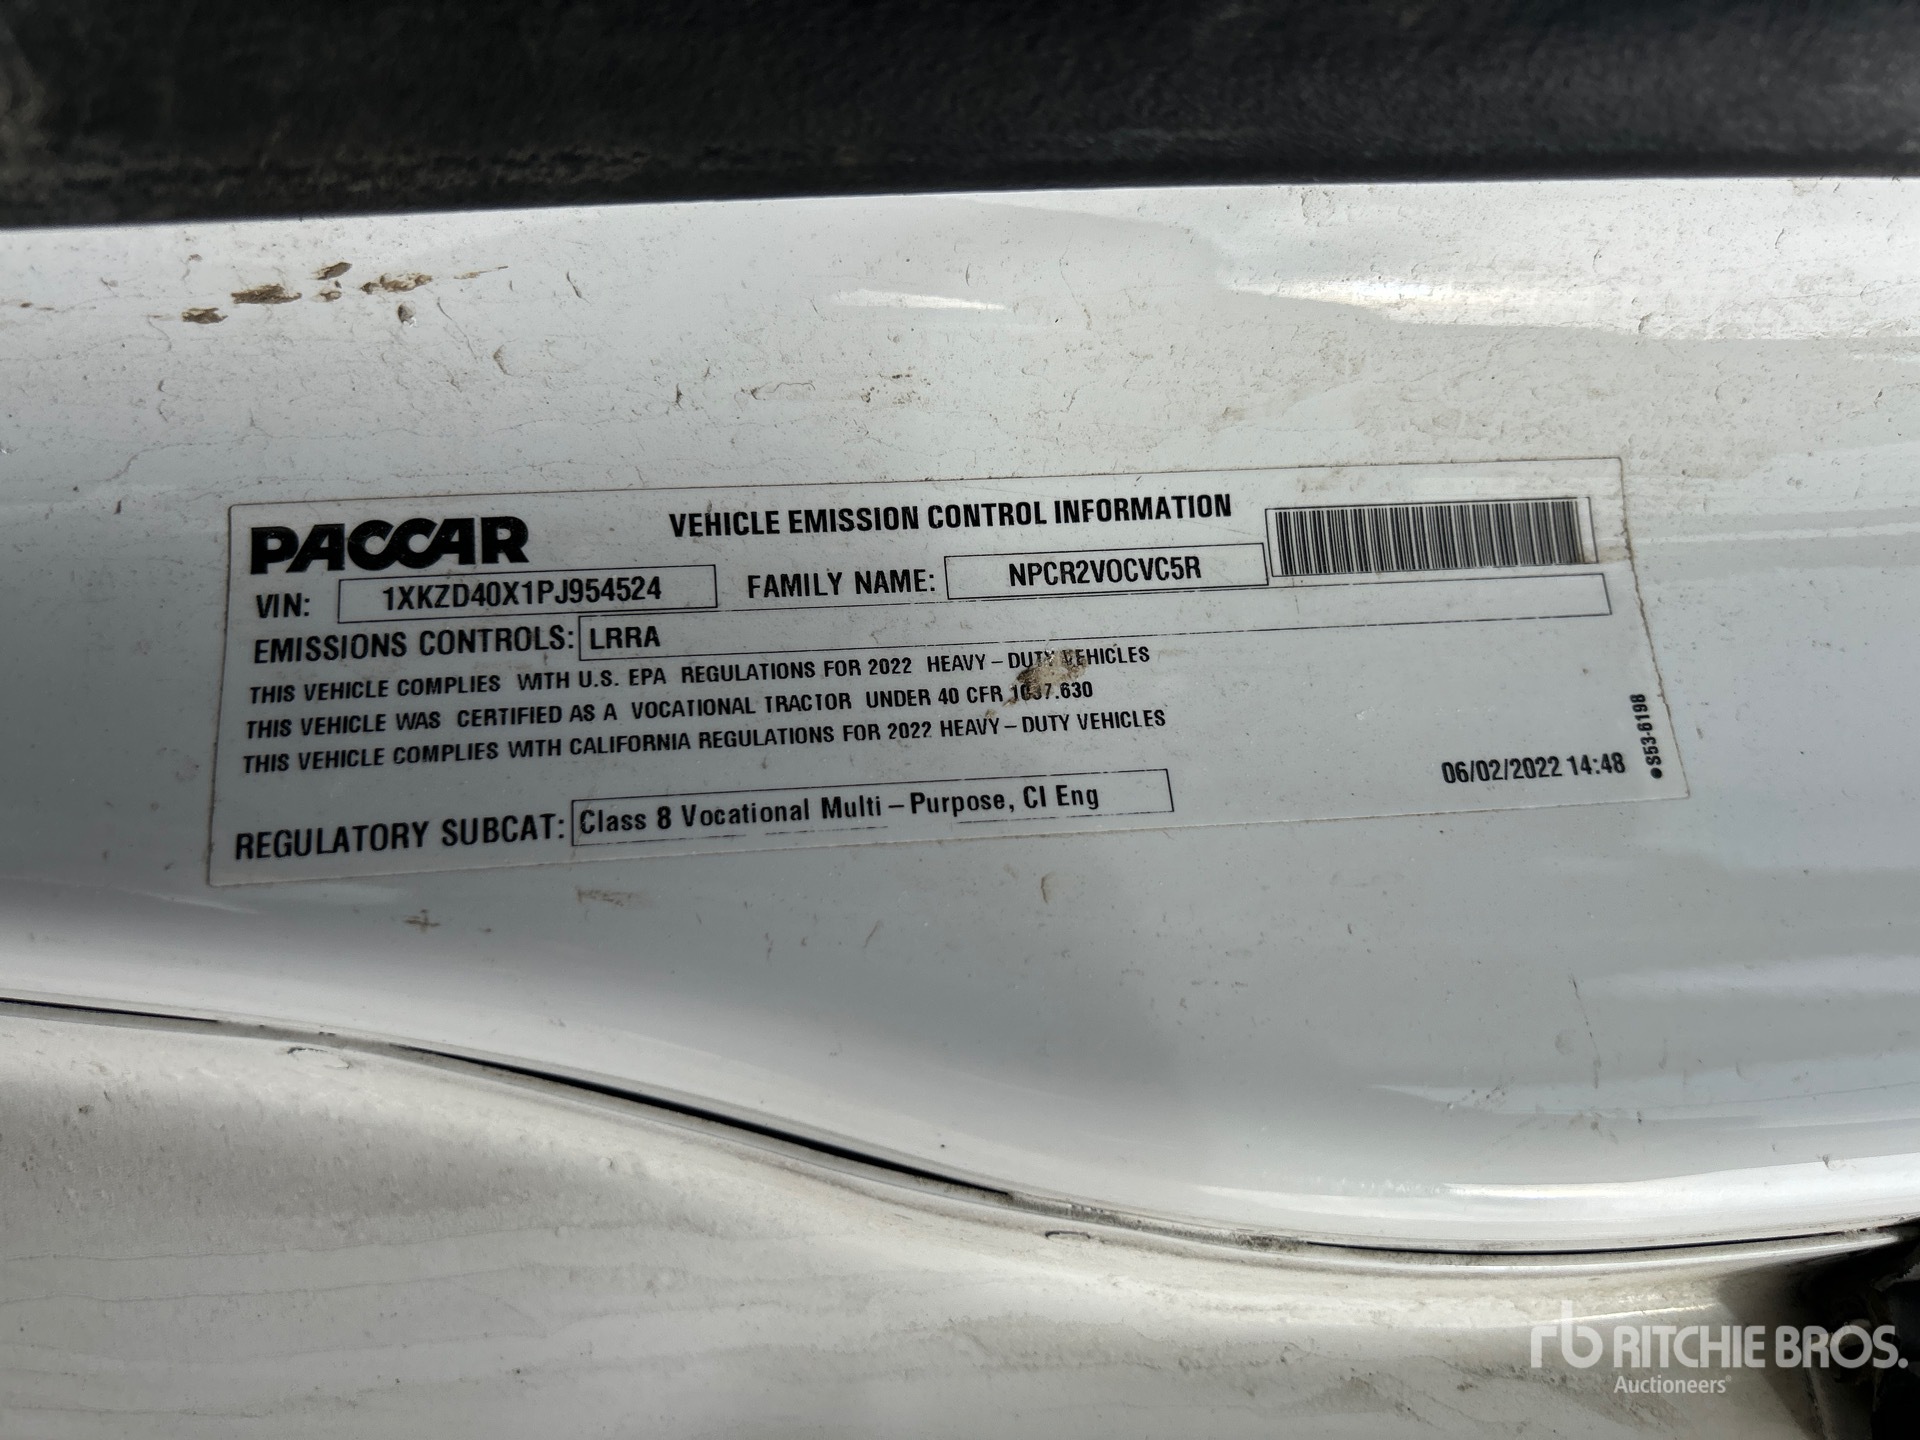 PACCAR
VEHICLE EMISSION CONTROL INFORMATION
VIN: 1XKZD40X1PJ954524 FAMILY NAME: NPCR2VOCVC5R
EMISSIONS CONTROLS: LRRA
THIS VEHICLE COMPLIES WITH U.S. EPA REGULATIONS FOR 2022 HEAVY-DUTY VEHICLES
THIS VEHICLE WAS CERTIFIED AS A VOCATIONAL TRACTOR UNDER 40 CFR 1037.630
THIS VEHICLE COMPLIES WITH CALIFORNIA REGULATIONS FOR 2022 HEAVY-DUTY VEHICLES
REGULATORY SUBCAT: Class 8 Vocational Multi-Purpose, CI Eng
06/02/2022 14:48
●S53-6198
rb RITCHIE BROS.
Auctioneers